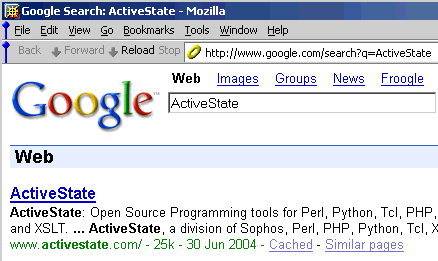 Google Search: ActiveState - Mozilla
File Edit View Go Bookmarks Tools Window Help
Back Forward Reload Stop http://www.google.com/search?q=ActiveState
Web Images Groups News Froogle
Google™
ActiveState
Web
ActiveState
ActiveState: Open Source Programming tools for Perl, Python, Tcl, PHP,
and XSLT. ... ActiveState, a division of Sophos, Perl, PHP, Python, Tcl, X
www.activestate.com/ - 25k - 30 Jun 2004 - Cached - Similar pages